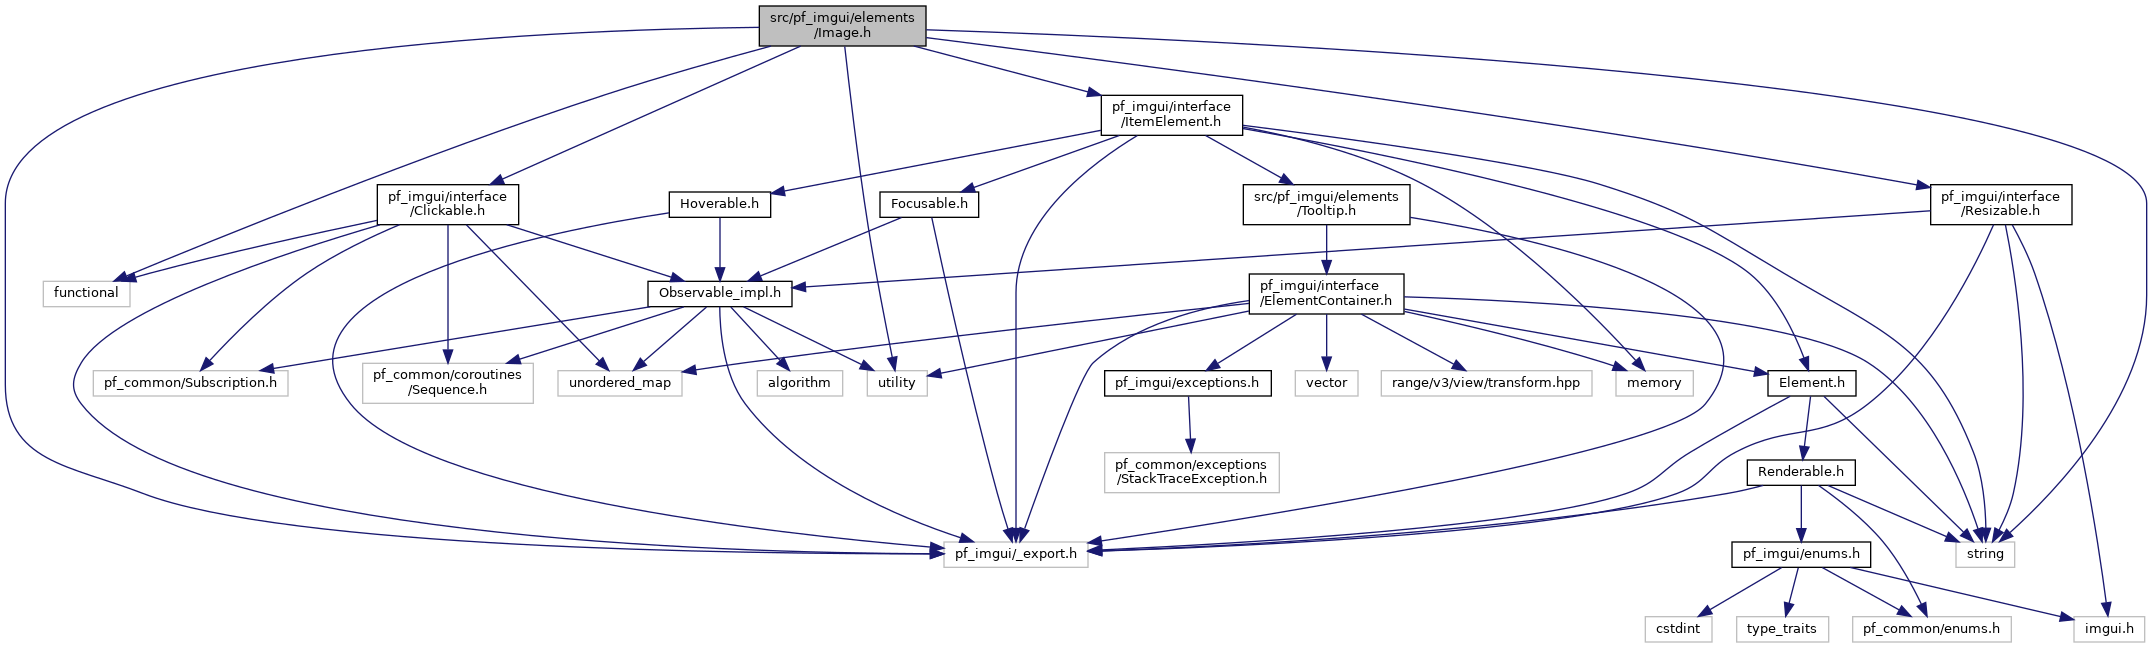 src/pf_imgui/elements
/Image.h
pf_imgui/interface
/ItemElement.h
pf_imgui/interface
/Clickable.h
Hoverable.h
Focusable.h
src/pf_imgui/elements
/Tooltip.h
pf_imgui/interface
/Resizable.h
functional
Observable_impl.h
pf_imgui/interface
/ElementContainer.h
pf_common/Subscription.h
pf_common/coroutines
/Sequence.h
unordered_map
algorithm
utility
pf_imgui/exceptions.h
vector
range/v3/view/transform.hpp
memory
Element.h
pf_common/exceptions
/StackTraceException.h
Renderable.h
pf_imgui/_export.h
pf_imgui/enums.h
string
cstdint
type_traits
pf_common/enums.h
imgui.h